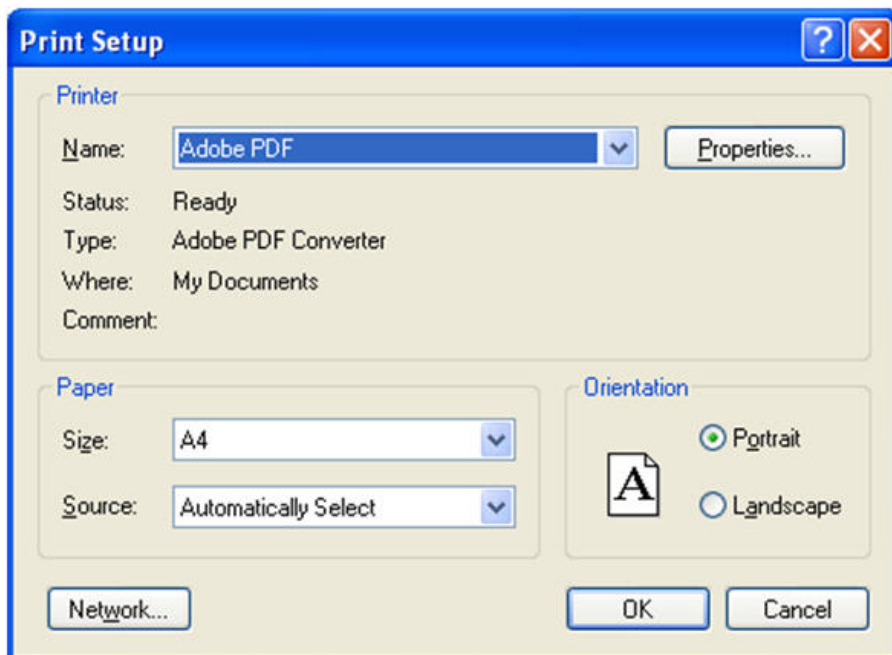 Print Setup
Printer
Name: Adobe PDF Properties...
Status: Ready
Type: Adobe PDF Converter
Where: My Documents
Comment:
Paper
Size: A4
Source: Automatically Select
Orientation
A
Portrait
Landscape
Network... OK Cancel